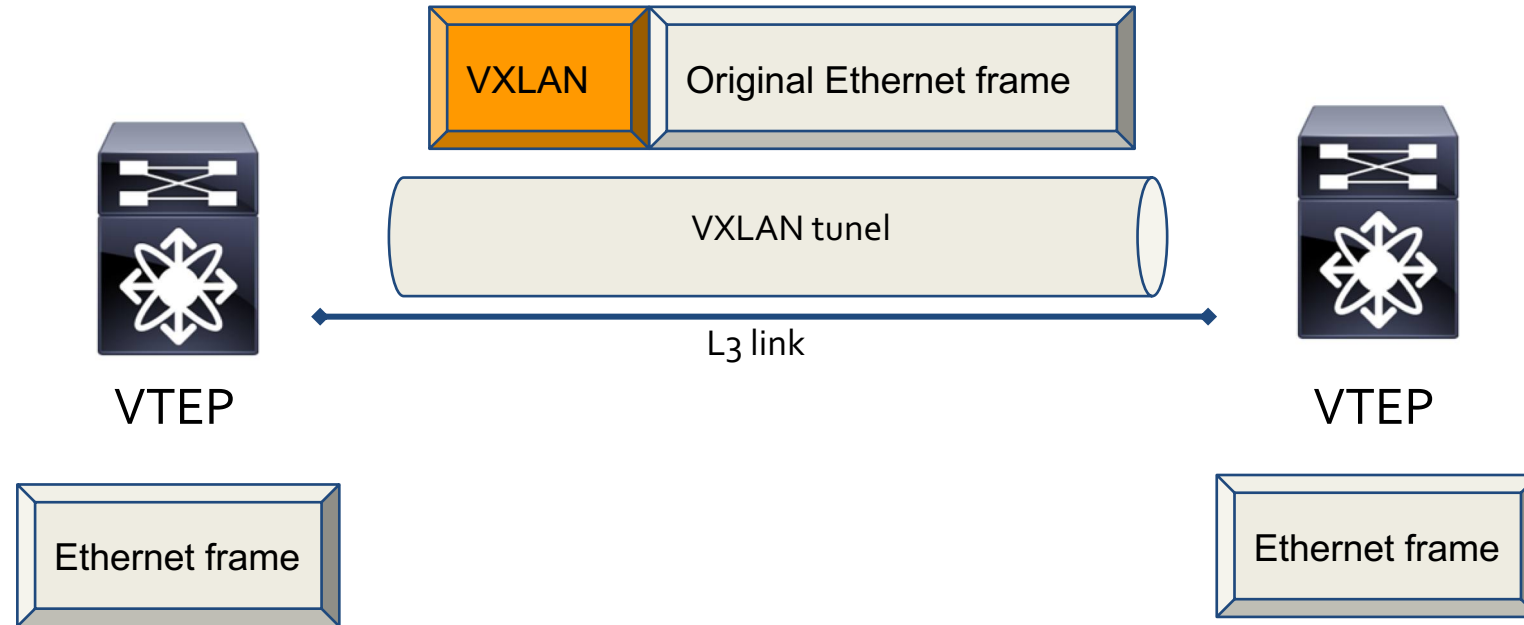 VXLAN
Original Ethernet frame
VXLAN tunel
L3 link
VTEP
VTEP
Ethernet frame
Ethernet frame